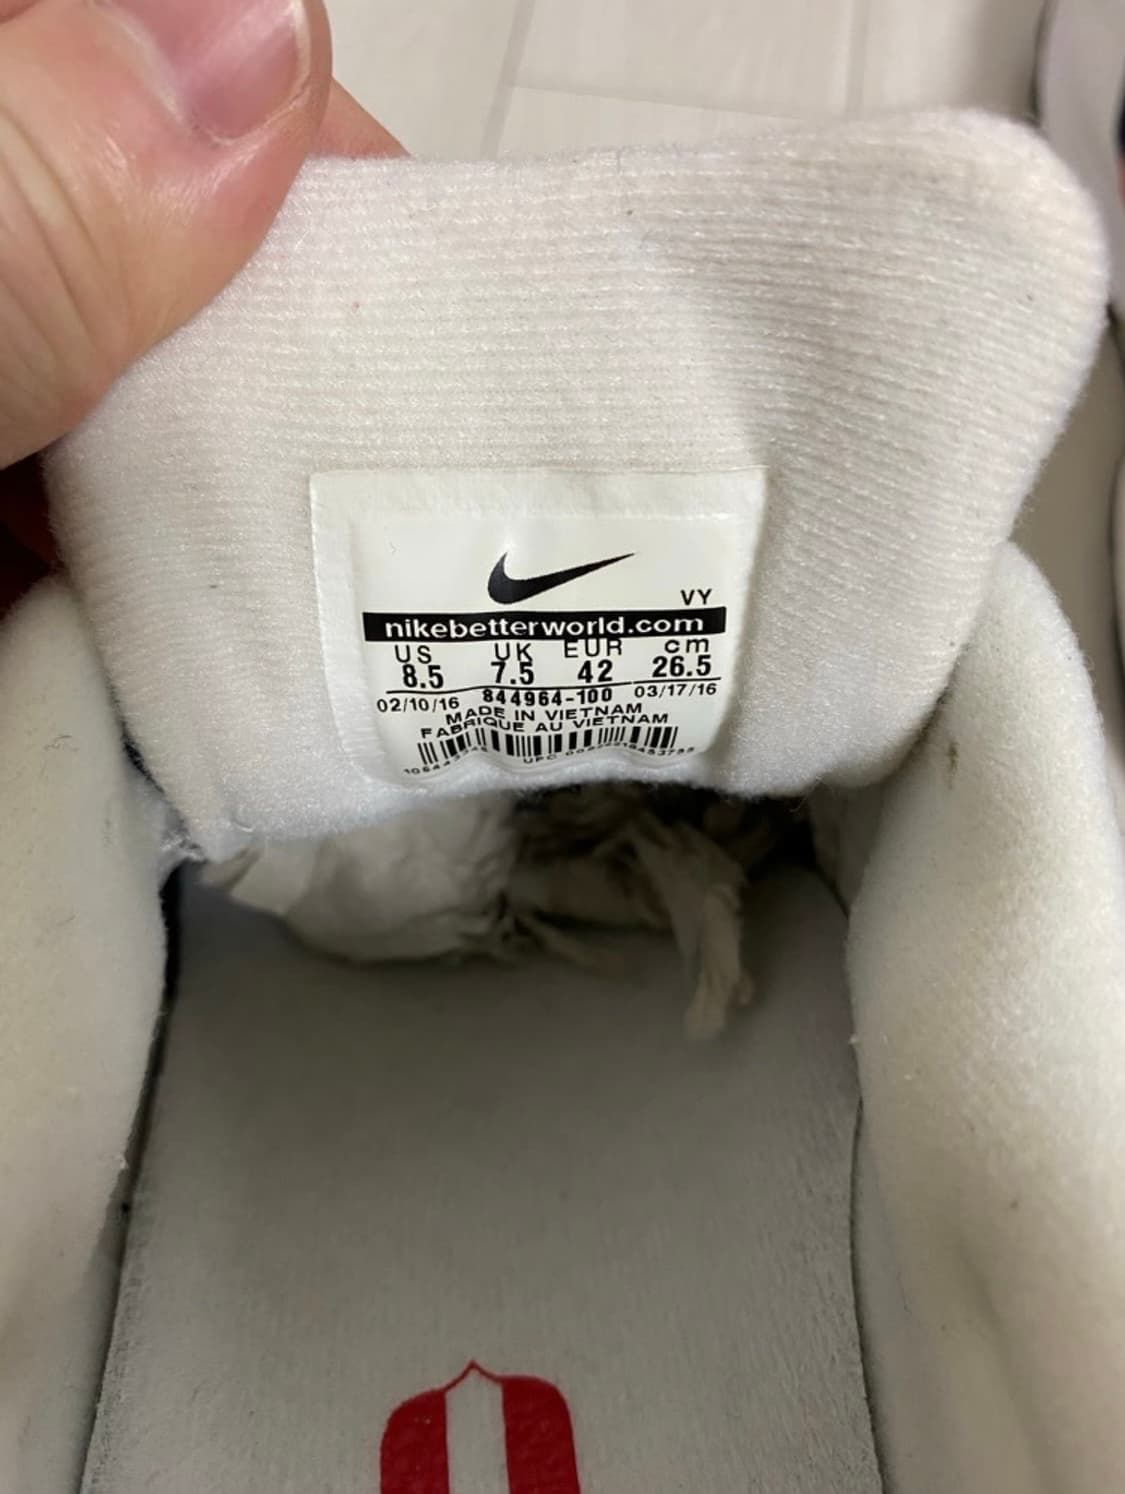 VY
nikebetterworld.com
US UK EUR cm
8.5 7.5 42 26.5
02/10/16 844964-100 03/17/16
MADE IN VIETNAM
FABRIQUE AU VIETNAM
UPC